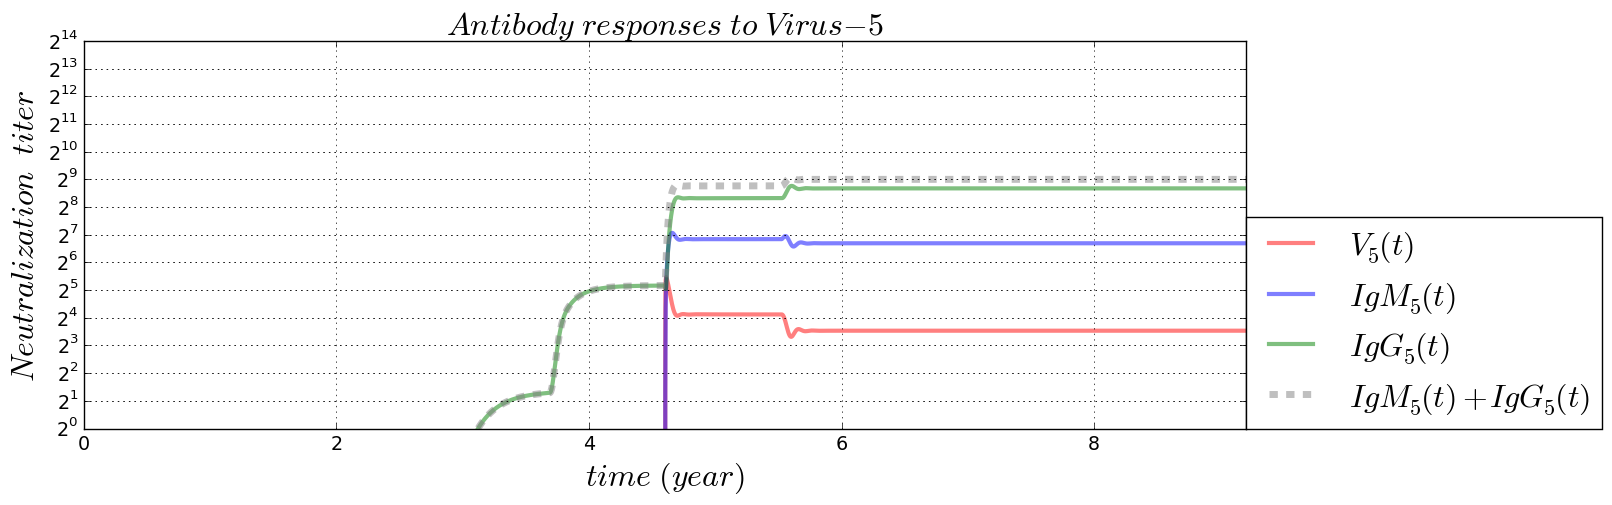 Antibody responses to Virus−5
2^14
2^13
2^12
2^11
2^10
2^9
2^8
2^7
2^6
2^5
2^4
2^3
2^2
2^1
2^0
Neutralization titer
0 2 4 6 8
time (year)
V_5(t)
IgM_5(t)
IgG_5(t)
IgM_5(t)+IgG_5(t)